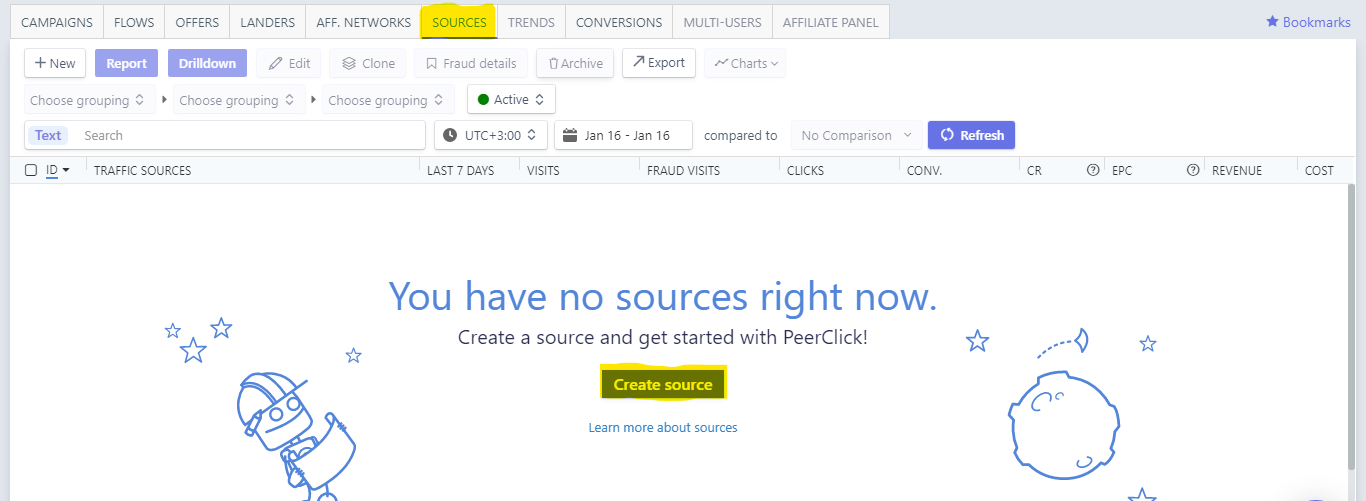 CAMPAIGNS FLOWS OFFERS LANDERS AFF. NETWORKS SOURCES TRENDS CONVERSIONS MULTI-USERS AFFILIATE PANEL Bookmarks
+ New Report Drilldown Edit Clone Fraud details Archive Export Charts
Choose grouping Choose grouping Choose grouping Active
Text Search UTC+3:00 Jan 16 - Jan 16 compared to No Comparison Refresh
ID TRAFFIC SOURCES LAST 7 DAYS VISITS FRAUD VISITS CLICKS CONV. CR EPC REVENUE COST
You have no sources right now.
Create a source and get started with PeerClick!
Create source
Learn more about sources